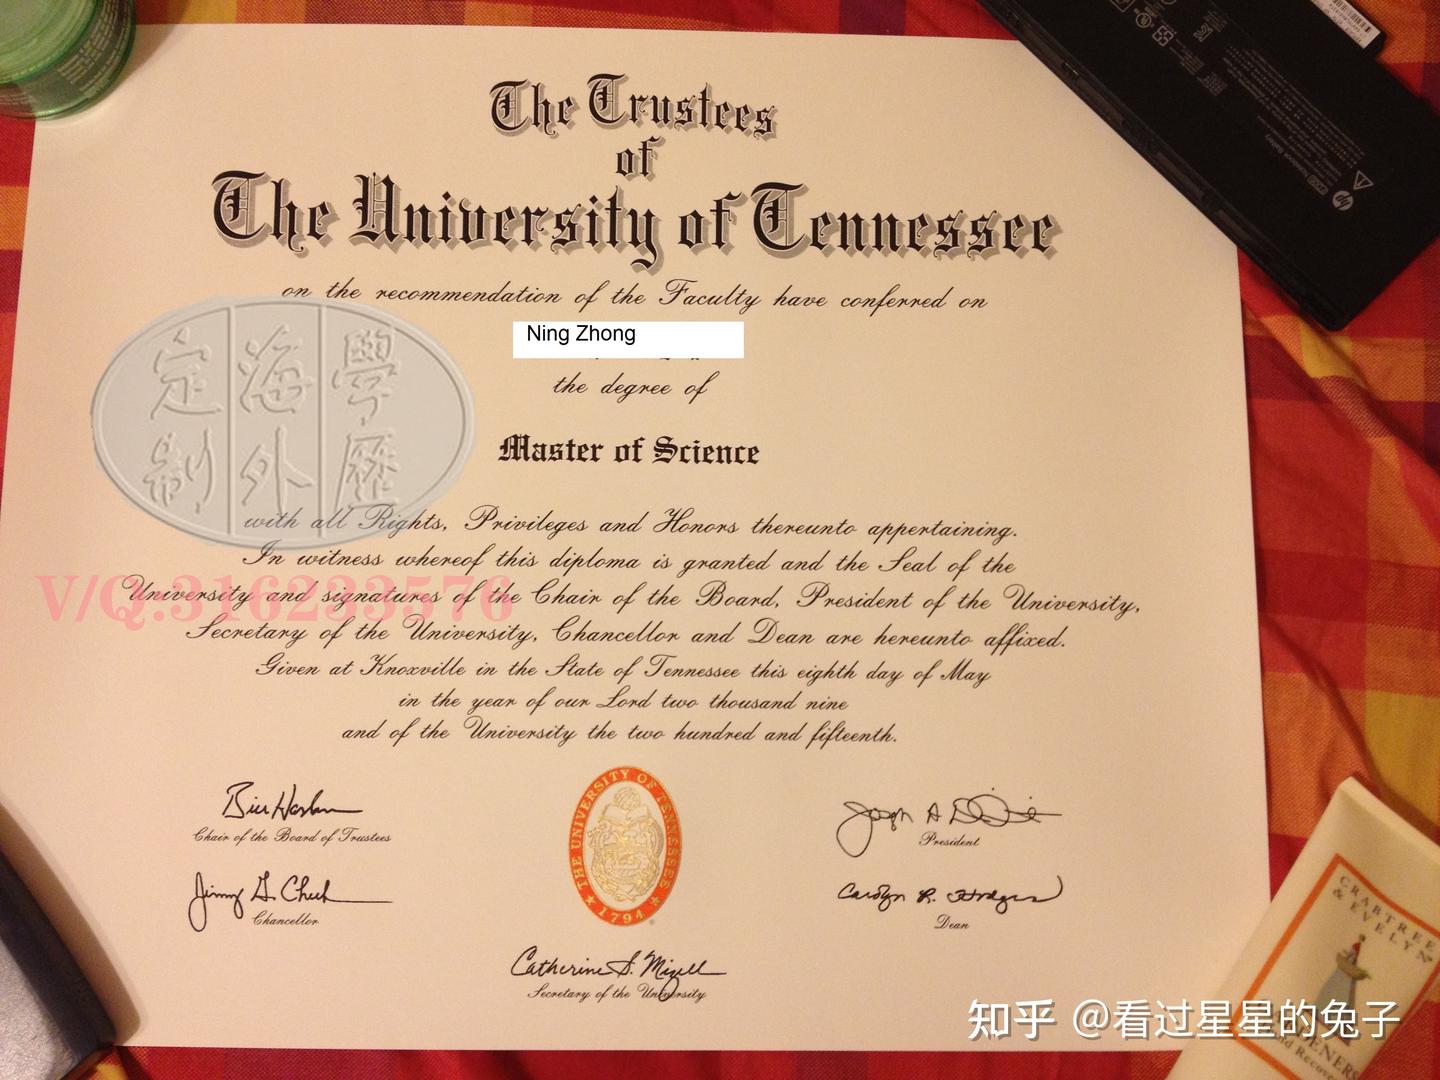 The Trustees
of
The University of Tennessee
on the recommendation of the Faculty have conferred on
Ning Zhong
the degree of
Master of Science
with all Rights, Privileges and Honors thereunto appertaining.
In witness whereof this diploma is granted and the Seal of the
University and signatures of the Chair of the Board, President of the University,
Secretary of the University, Chancellor and Dean are hereunto affixed.
Given at Knoxville in the State of Tennessee this eighth day of May
in the year of our Lord two thousand nine
and of the University the two hundred and fifteenth.
定海學
制外歷
V/Q.316233576
Chair of the Board of Trustees
President
Jimmy G. Cheek
Chancellor
Dean
THE UNIVERSITY OF TENNESSEE
1794
Catherine S. Mizell
Secretary of the University
hp
CRABTREE
& EVELYN
知乎 @看过星星的兔子